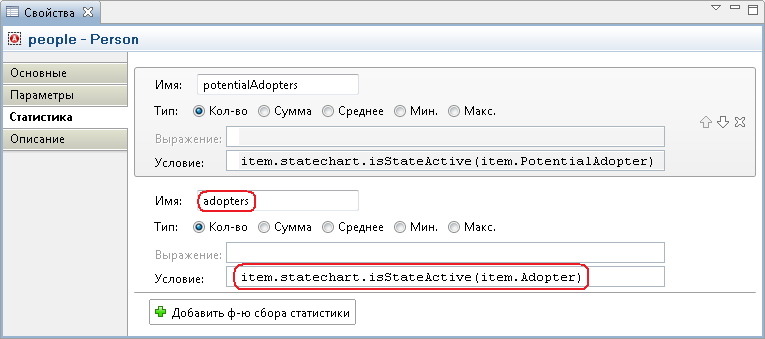 Свойства
people - Person
Основные
Параметры
Статистика
Описание
Имя: potentialAdopters
Тип: Кол-во Сумма Среднее Мин. Макс.
Выражение:
Условие: item.statechart.isStateActive(item.PotentialAdopter)
Имя: adopters
Тип: Кол-во Сумма Среднее Мин. Макс.
Выражение:
Условие: item.statechart.isStateActive(item.Adopter)
Добавить ф-ю сбора статистики